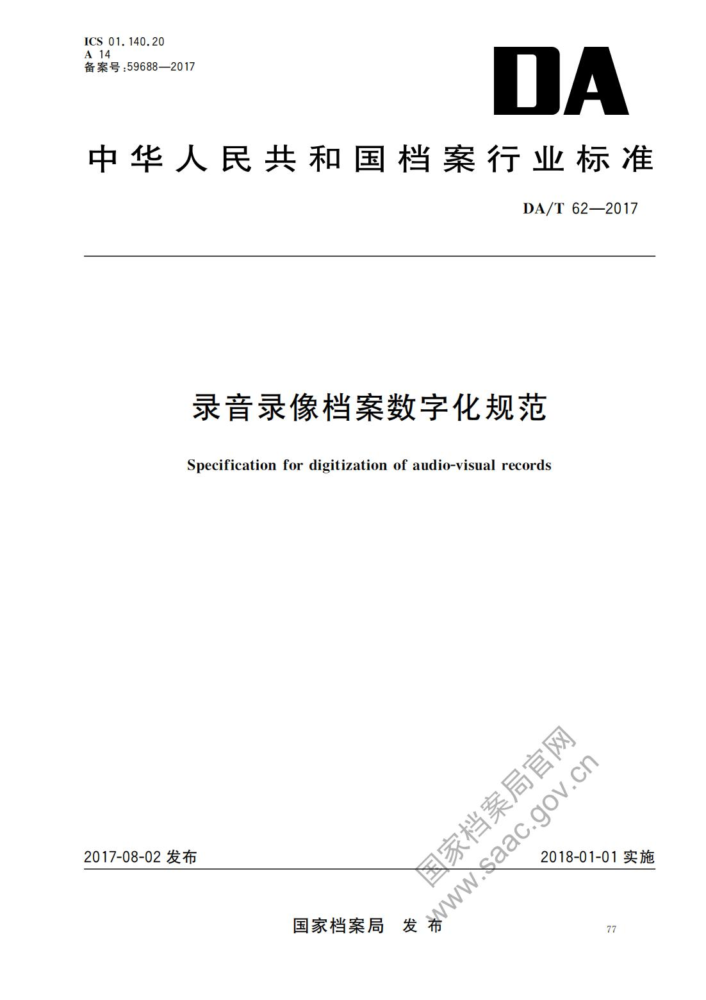 ICS 01.140.20
A 14
备案号:59688—2017
DA
中华人民共和国档案行业标准
DA/T 62—2017
录音录像档案数字化规范
Specification for digitization of audio-visual records
国家档案局官网
www.saac.gov.cn
2017-08-02 发布
2018-01-01 实施
国家档案局 发布
77